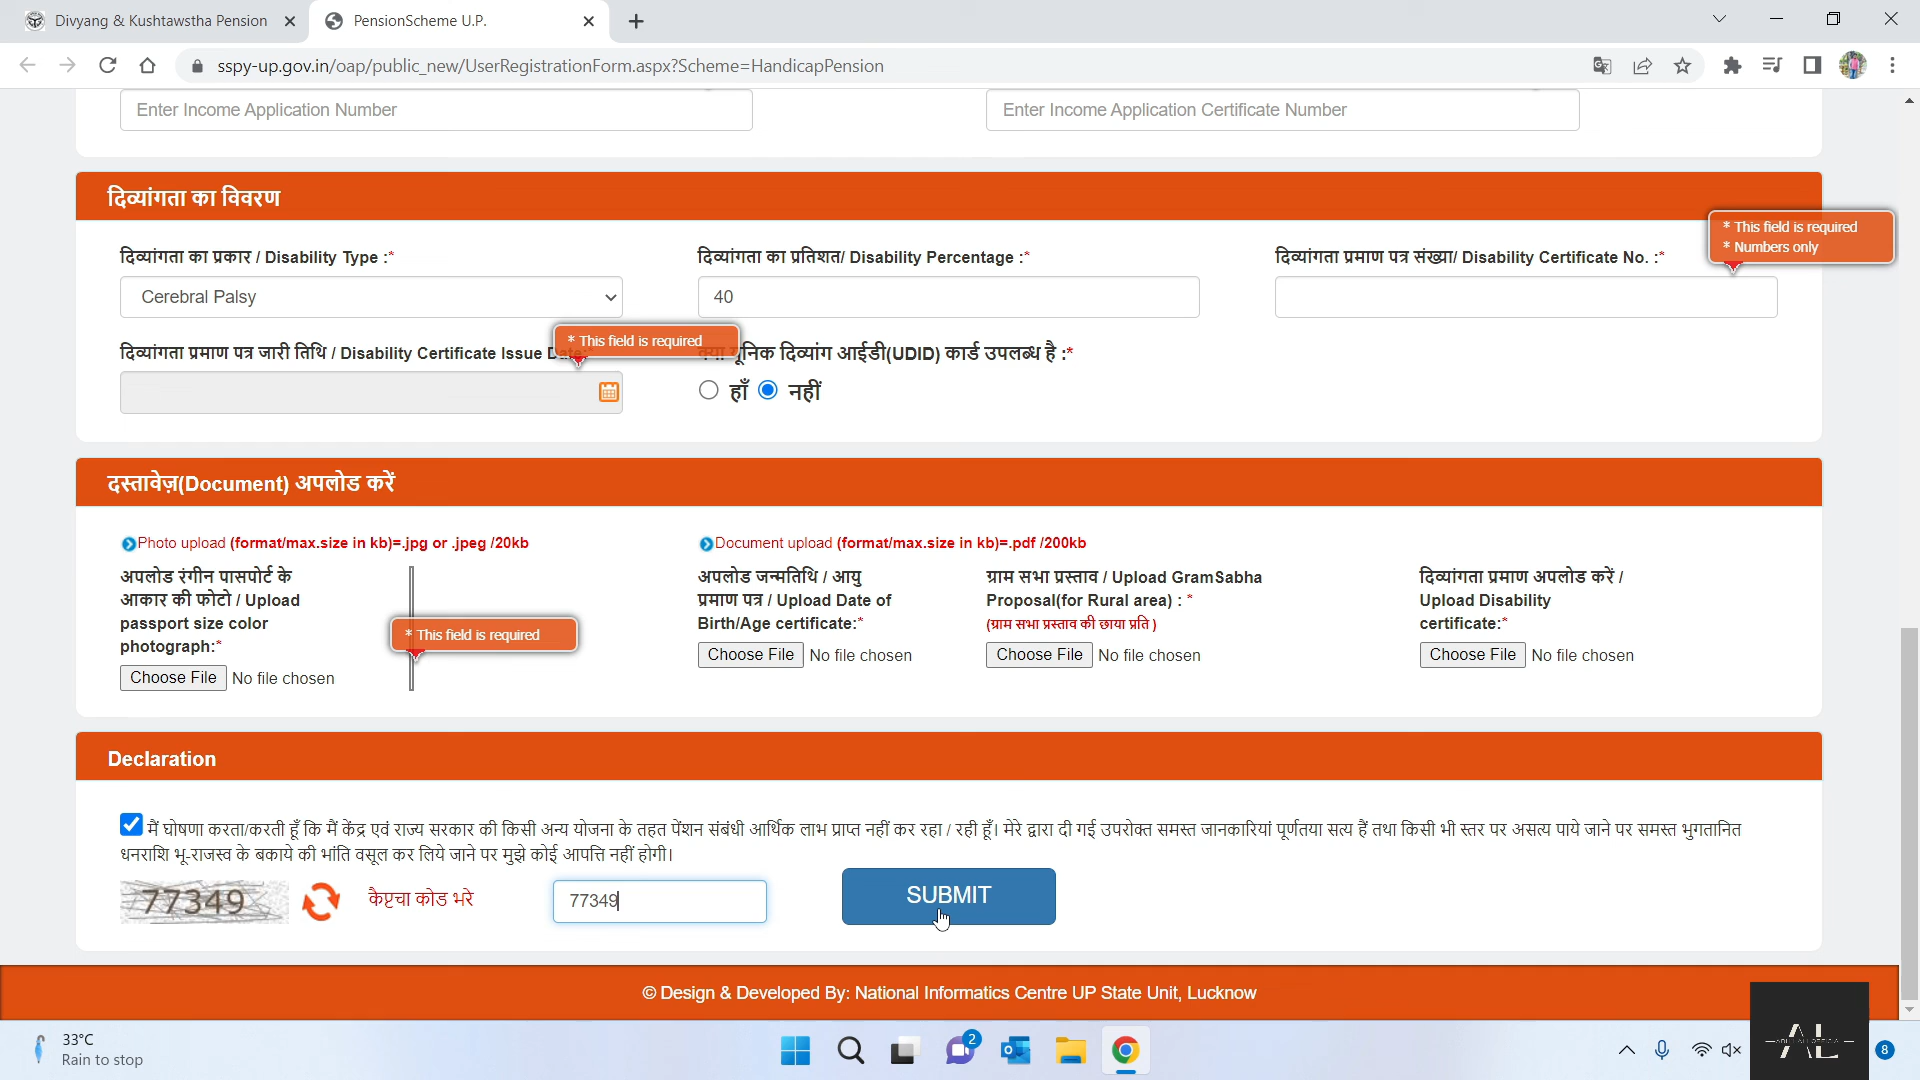 Divyang & Kushtawstha Pension
PensionScheme U.P.
sspy-up.gov.in/oap/public_new/UserRegistrationForm.aspx?Scheme=HandicapPension
Enter Income Application Number
Enter Income Application Certificate Number
दिव्यांगता का विवरण
* This field is required
* Numbers only
दिव्यांगता का प्रकार / Disability Type :*
दिव्यांगता का प्रतिशत/ Disability Percentage :*
दिव्यांगता प्रमाण पत्र संख्या/ Disability Certificate No. :*
Cerebral Palsy
40
* This field is required
दिव्यांगता प्रमाण पत्र जारी तिथि / Disability Certificate Issue Date
क्या यूनिक दिव्यांग आईडी(UDID) कार्ड उपलब्ध है :*
हाँ
नहीं
दस्तावेज़(Document) अपलोड करें
Photo upload (format/max.size in kb)=.jpg or .jpeg /20kb
Document upload (format/max.size in kb)=.pdf /200kb
अपलोड रंगीन पासपोर्ट के
आकार की फोटो / Upload
passport size color
photograph:*
Choose File No file chosen
* This field is required
अपलोड जन्मतिथि / आयु
प्रमाण पत्र / Upload Date of
Birth/Age certificate:*
Choose File No file chosen
ग्राम सभा प्रस्ताव / Upload GramSabha
Proposal(for Rural area) : *
(ग्राम सभा प्रस्ताव की छाया प्रति )
Choose File No file chosen
दिव्यांगता प्रमाण अपलोड करें /
Upload Disability
certificate:*
Choose File No file chosen
Declaration
मैं घोषणा करता/करती हूँ कि मैं केंद्र एवं राज्य सरकार की किसी अन्य योजना के तहत पेंशन संबंधी आर्थिक लाभ प्राप्त नहीं कर रहा / रही हूँ। मेरे द्वारा दी गई उपरोक्त समस्त जानकारियां पूर्णतया सत्य हैं तथा किसी भी स्तर पर असत्य पाये जाने पर समस्त भुगतानित
धनराशि भू-राजस्व के बकाये की भांति वसूल कर लिये जाने पर मुझे कोई आपत्ति नहीं होगी।
77349
कैप्टचा कोड भरे
77349
SUBMIT
© Design & Developed By: National Informatics Centre UP State Unit, Lucknow
33°C
Rain to stop
2
AL
8